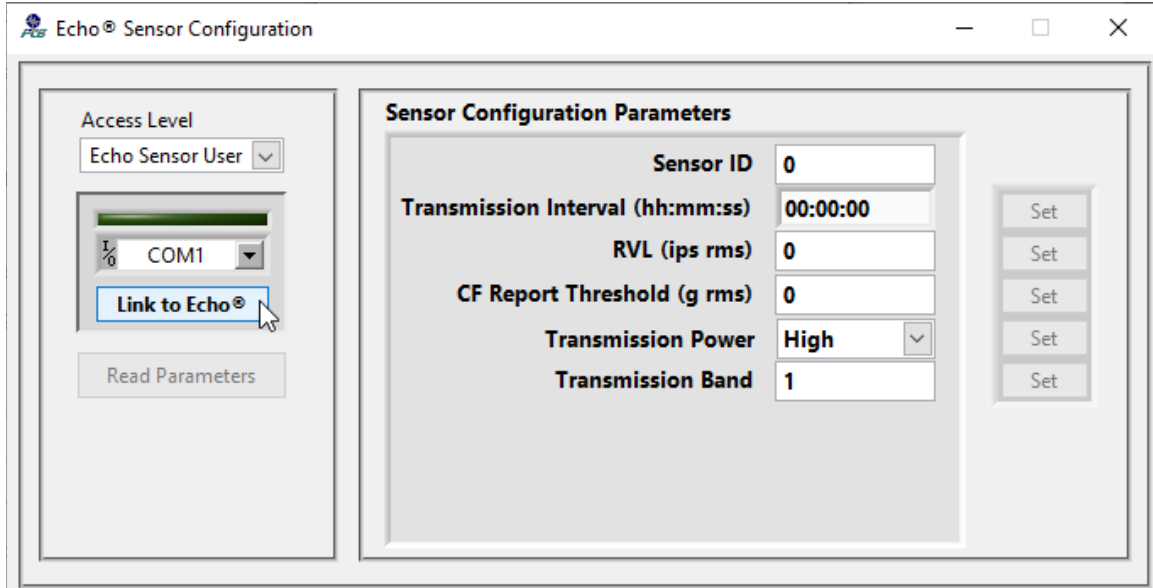 PCB Echo® Sensor Configuration
Access Level
Echo Sensor User
I/O COM1
Link to Echo®
Read Parameters
Sensor Configuration Parameters
Sensor ID 0
Transmission Interval (hh:mm:ss) 00:00:00 Set
RVL (ips rms) 0 Set
CF Report Threshold (g rms) 0 Set
Transmission Power High Set
Transmission Band 1 Set